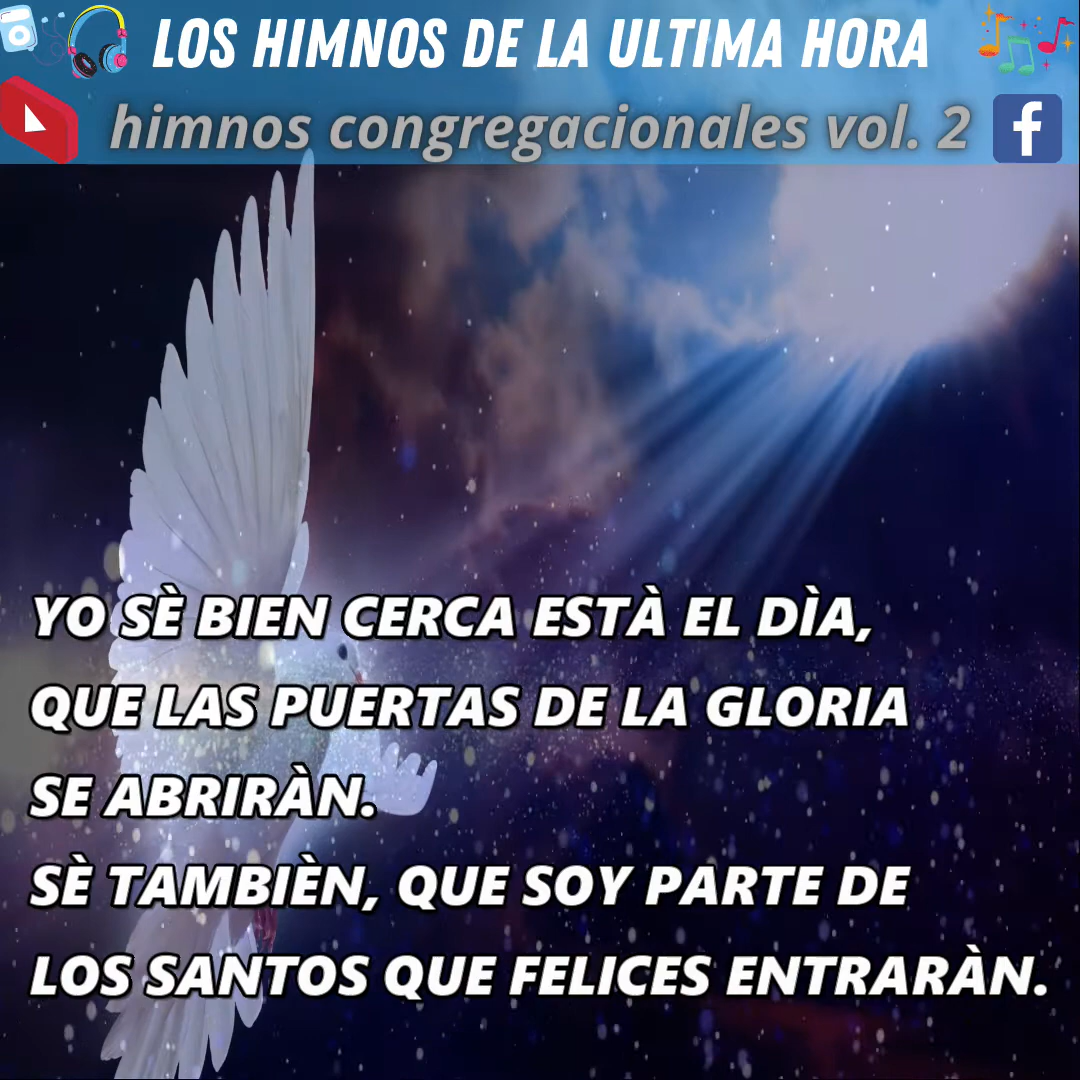 LOS HIMNOS DE LA ULTIMA HORA
himnos congregacionales vol. 2
f
YO SÈ BIEN CERCA ESTÀ EL DÌA,
QUE LAS PUERTAS DE LA GLORIA
SE ABRIRÀN.
SÈ TAMBIÈN, QUE SOY PARTE DE
LOS SANTOS QUE FELICES ENTRARÀN.